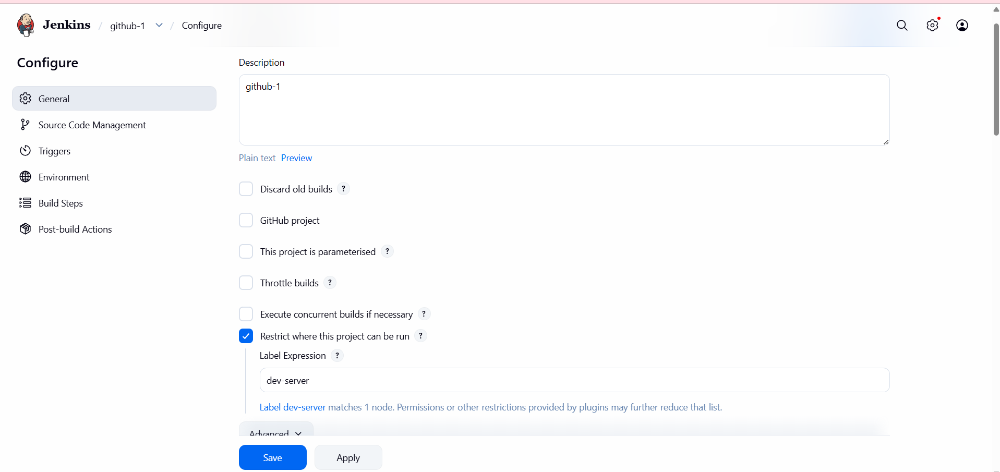 Jenkins / github-1 / Configure
Configure
General
Source Code Management
Triggers
Environment
Build Steps
Post-build Actions
Description
github-1
Plain text Preview
Discard old builds ?
GitHub project
This project is parameterised ?
Throttle builds ?
Execute concurrent builds if necessary ?
Restrict where this project can be run ?
Label Expression ?
dev-server
Label dev-server matches 1 node. Permissions or other restrictions provided by plugins may further reduce that list.
Advanced
Save Apply